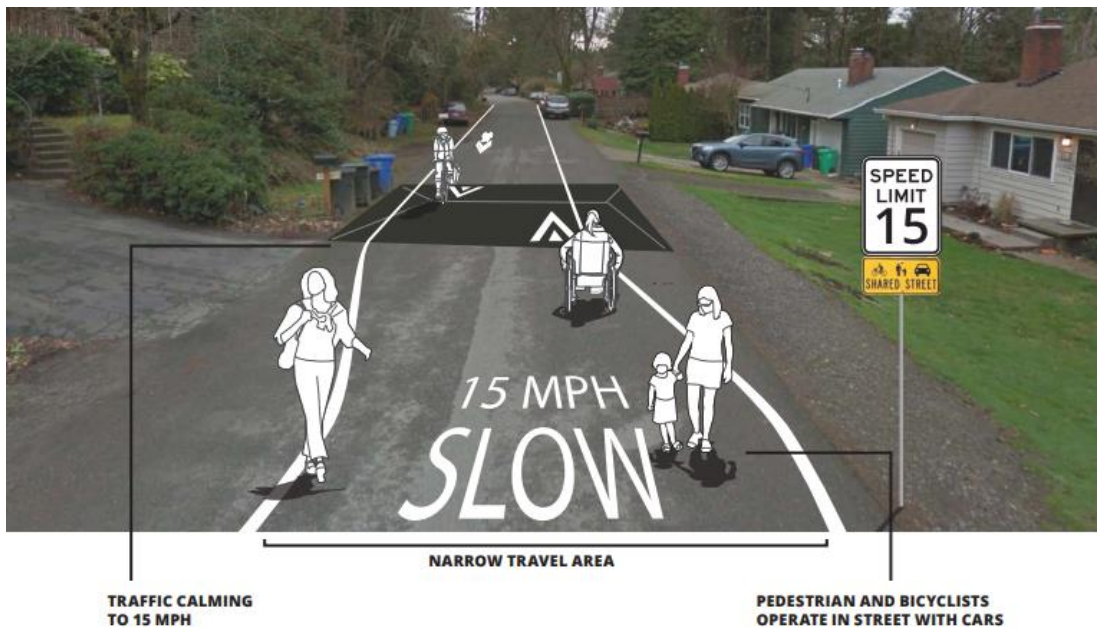 SPEED
LIMIT
15
SHARED STREET
15 MPH
SLOW
NARROW TRAVEL AREA
TRAFFIC CALMING
TO 15 MPH
PEDESTRIAN AND BICYCLISTS
OPERATE IN STREET WITH CARS